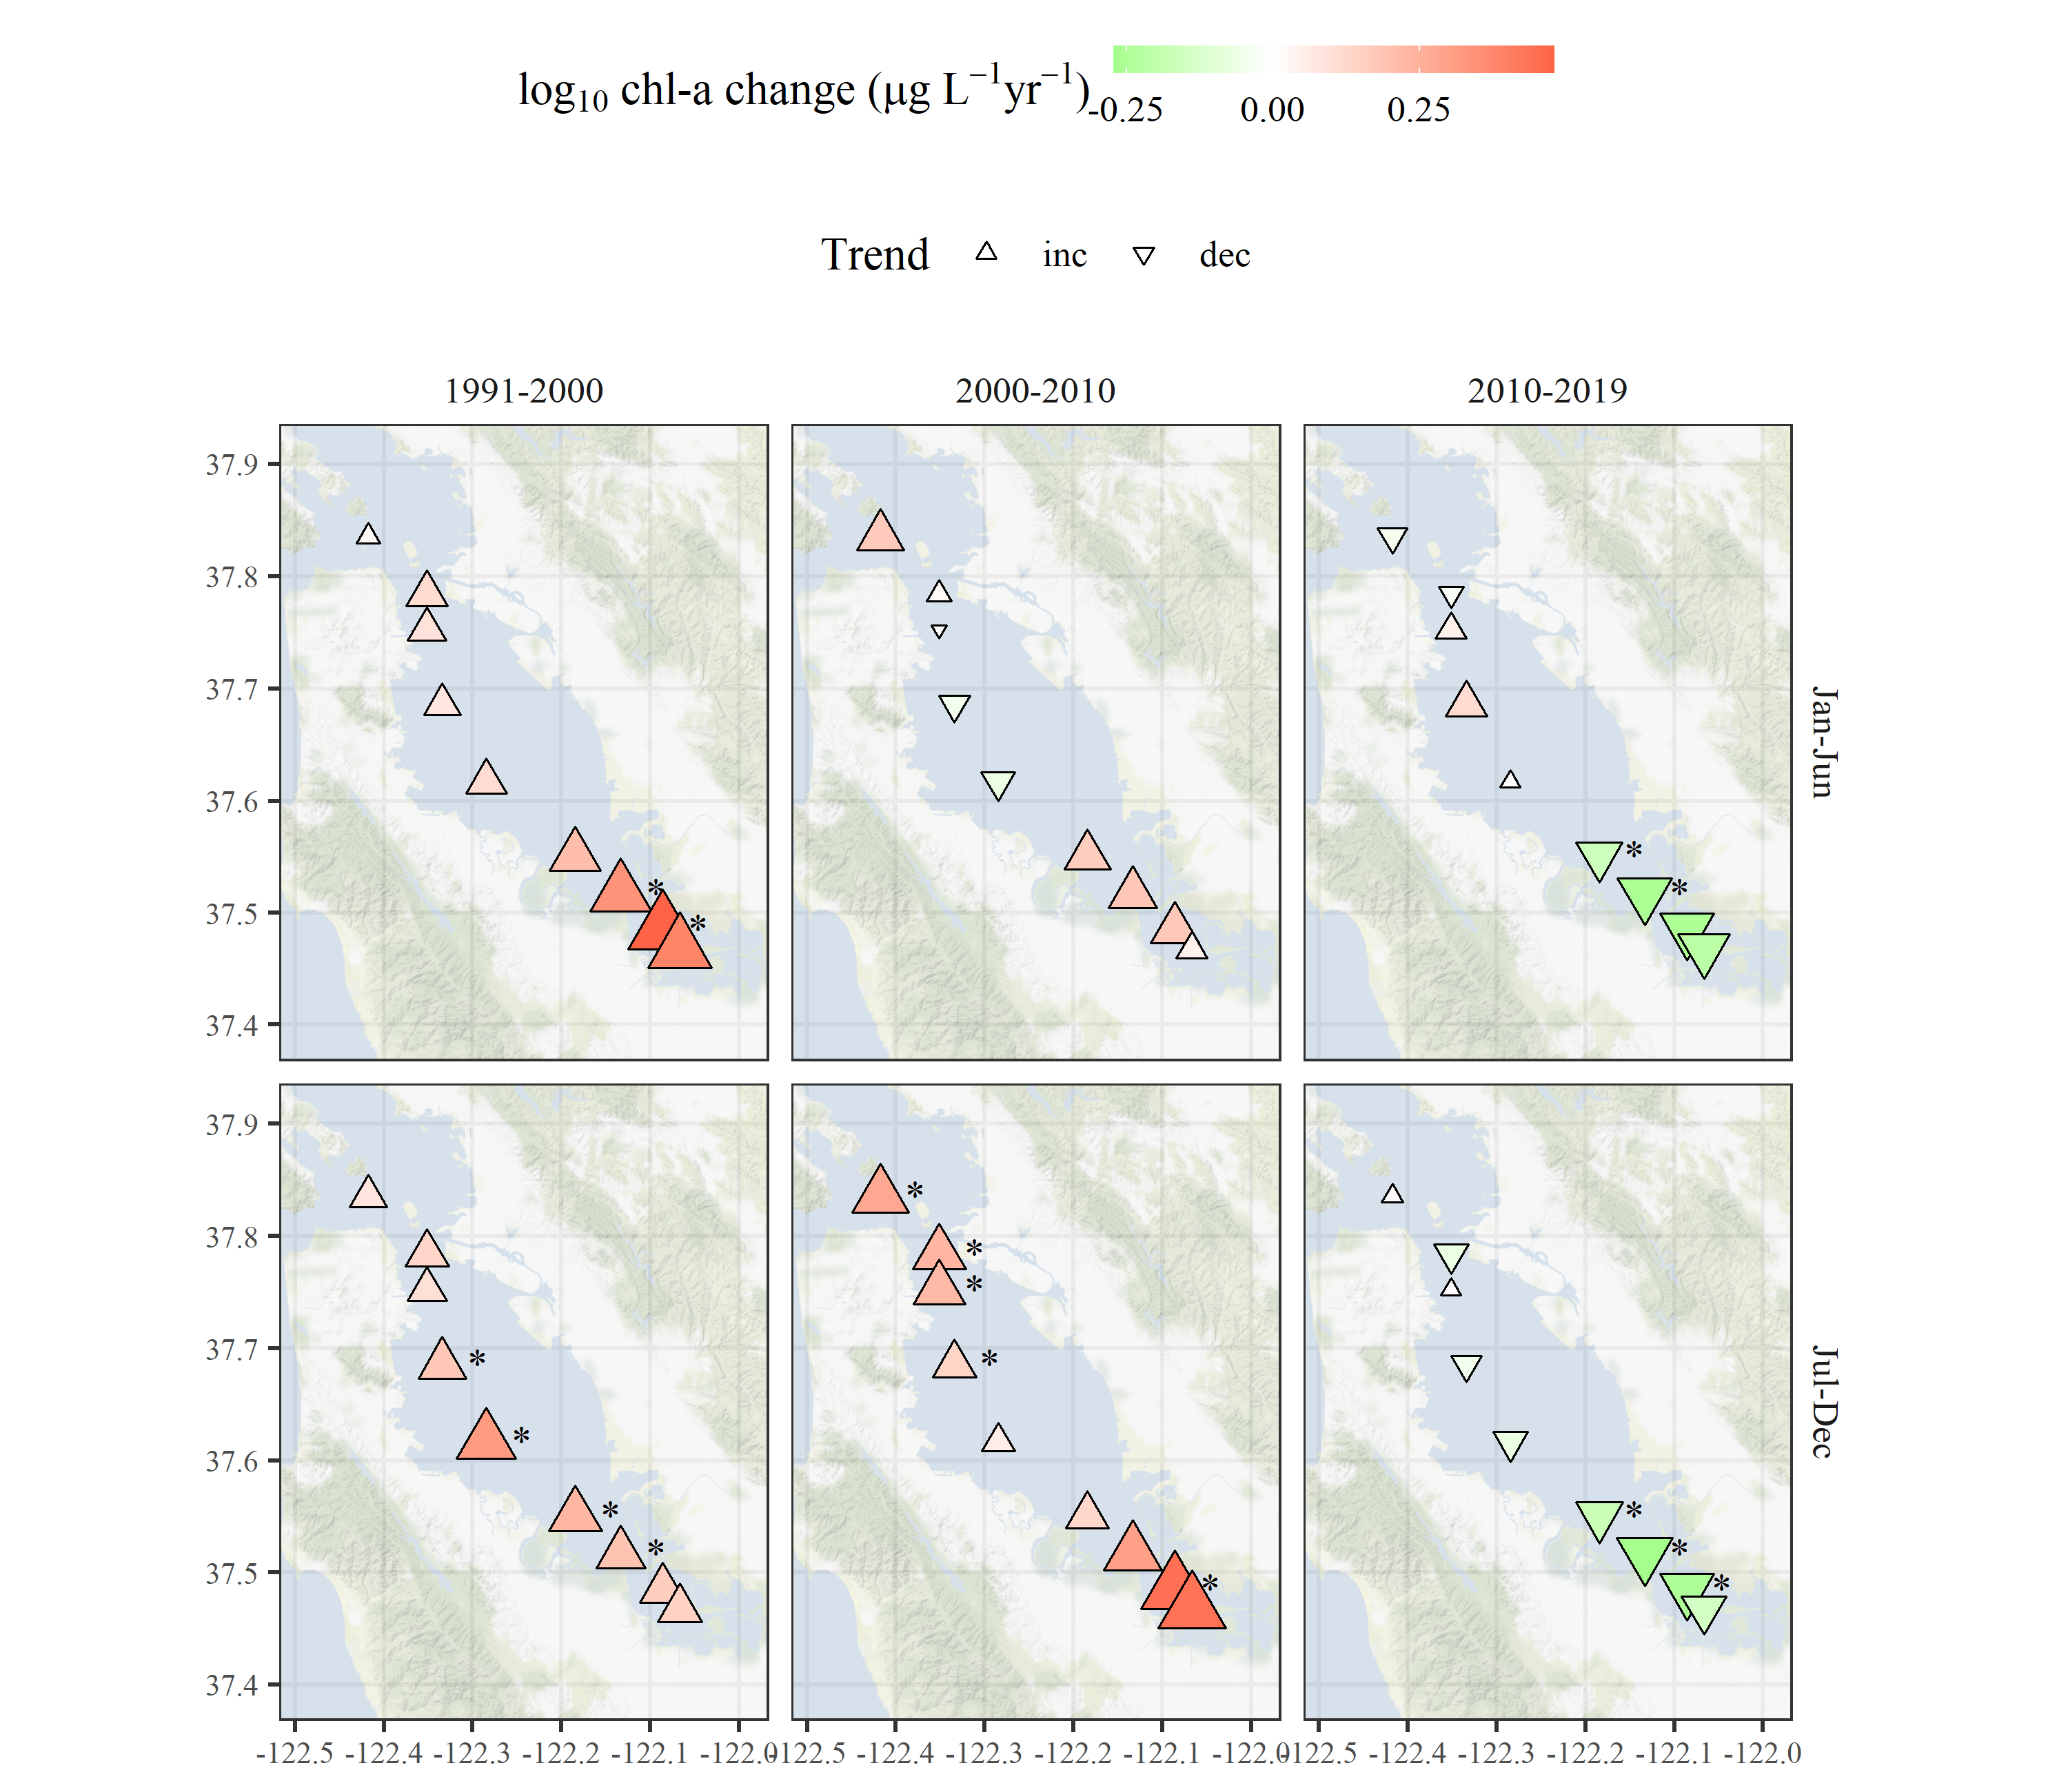 log₁₀ chl-a change (μg L⁻¹yr⁻¹)
-0.25 0.00 0.25
Trend inc dec
1991-2000 2000-2010 2010-2019
37.9
37.8
37.7
37.6
37.5
37.4
Jan-Jun
* *
* *
37.9
37.8
37.7
37.6
37.5
37.4
Jul-Dec
* * * *
* * * * *
* * *
-122.5 -122.4 -122.3 -122.2 -122.1 -122.0
-122.5 -122.4 -122.3 -122.2 -122.1 -122.0
-122.5 -122.4 -122.3 -122.2 -122.1 -122.0